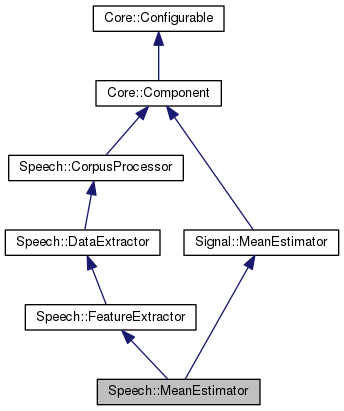 Core::Configurable
Core::Component
Speech::CorpusProcessor
Speech::DataExtractor
Signal::MeanEstimator
Speech::FeatureExtractor
Speech::MeanEstimator